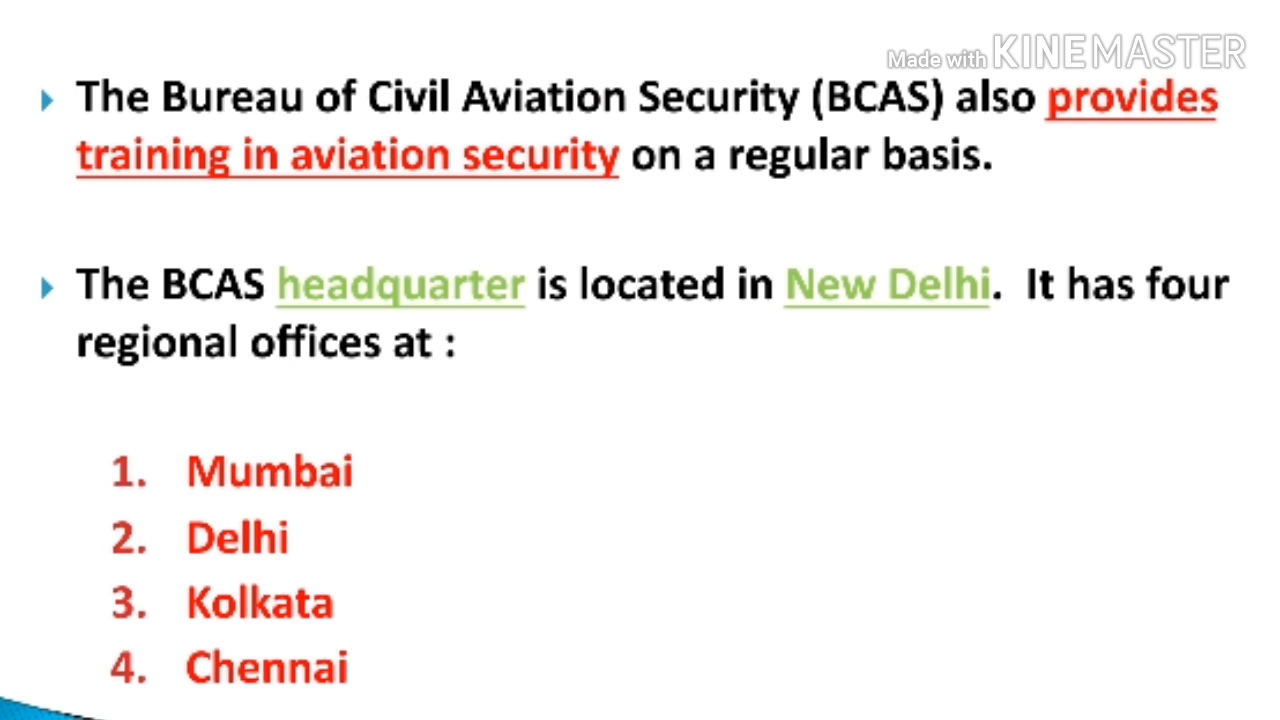 Made with KINEMASTER
The Bureau of Civil Aviation Security (BCAS) also provides
training in aviation security on a regular basis.
The BCAS headquarter is located in New Delhi. It has four
regional offices at :
1. Mumbai
2. Delhi
3. Kolkata
4. Chennai